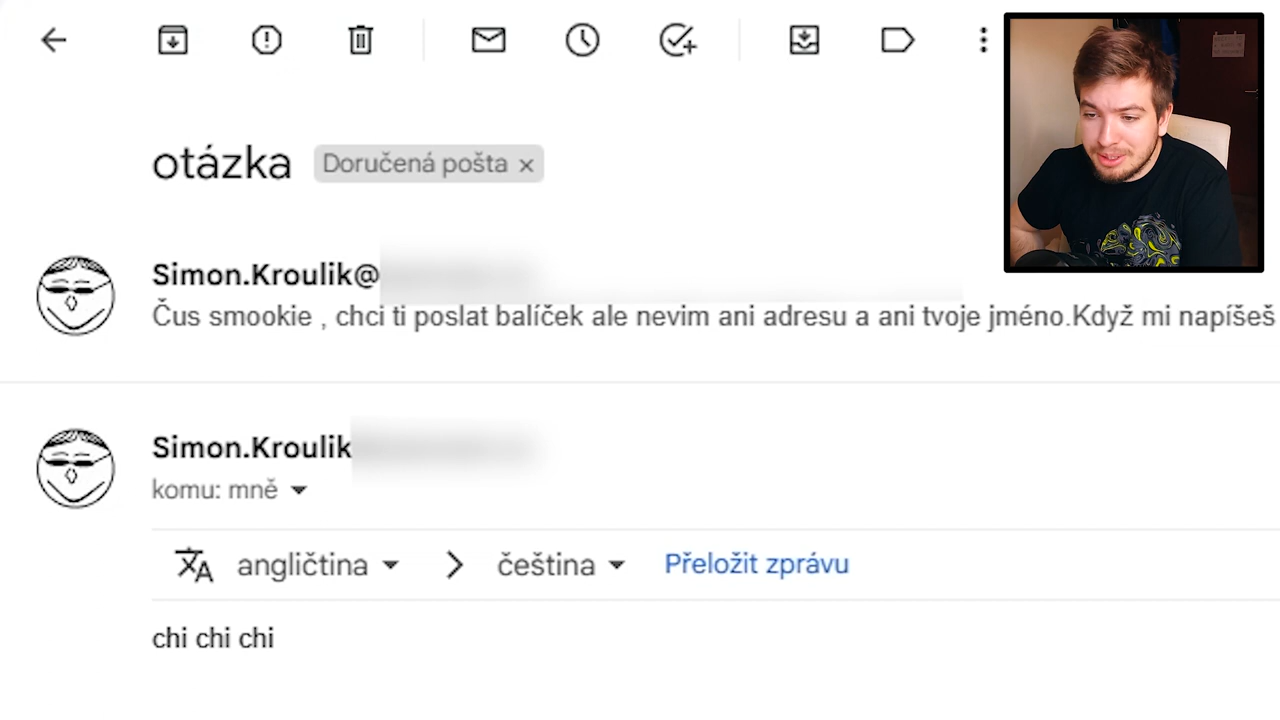 otázka Doručená pošta ×
Simon.Kroulik@
Čus smookie , chci ti poslat balíček ale nevim ani adresu a ani tvoje jméno.Když mi napíšeš
Simon.Kroulik
komu: mně
angličtina > čeština Přeložit zprávu
chi chi chi